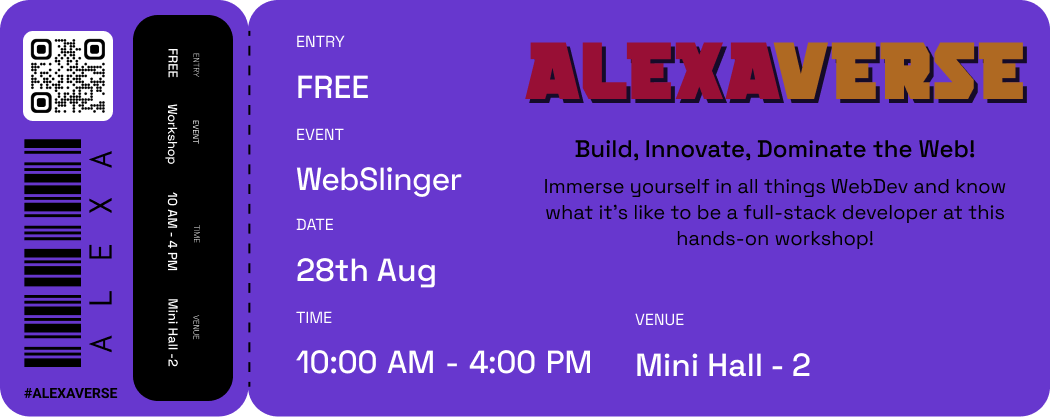 ALEXA
#ALEXAVERSE
ENTRY
FREE
EVENT
Workshop
TIME
10 AM - 4 PM
VENUE
Mini Hall -2
ENTRY
FREE
EVENT
WebSlinger
DATE
28th Aug
TIME
10:00 AM - 4:00 PM
VENUE
Mini Hall - 2
ALEXAVERSE
Build, Innovate, Dominate the Web!
Immerse yourself in all things WebDev and know
what it's like to be a full-stack developer at this
hands-on workshop!